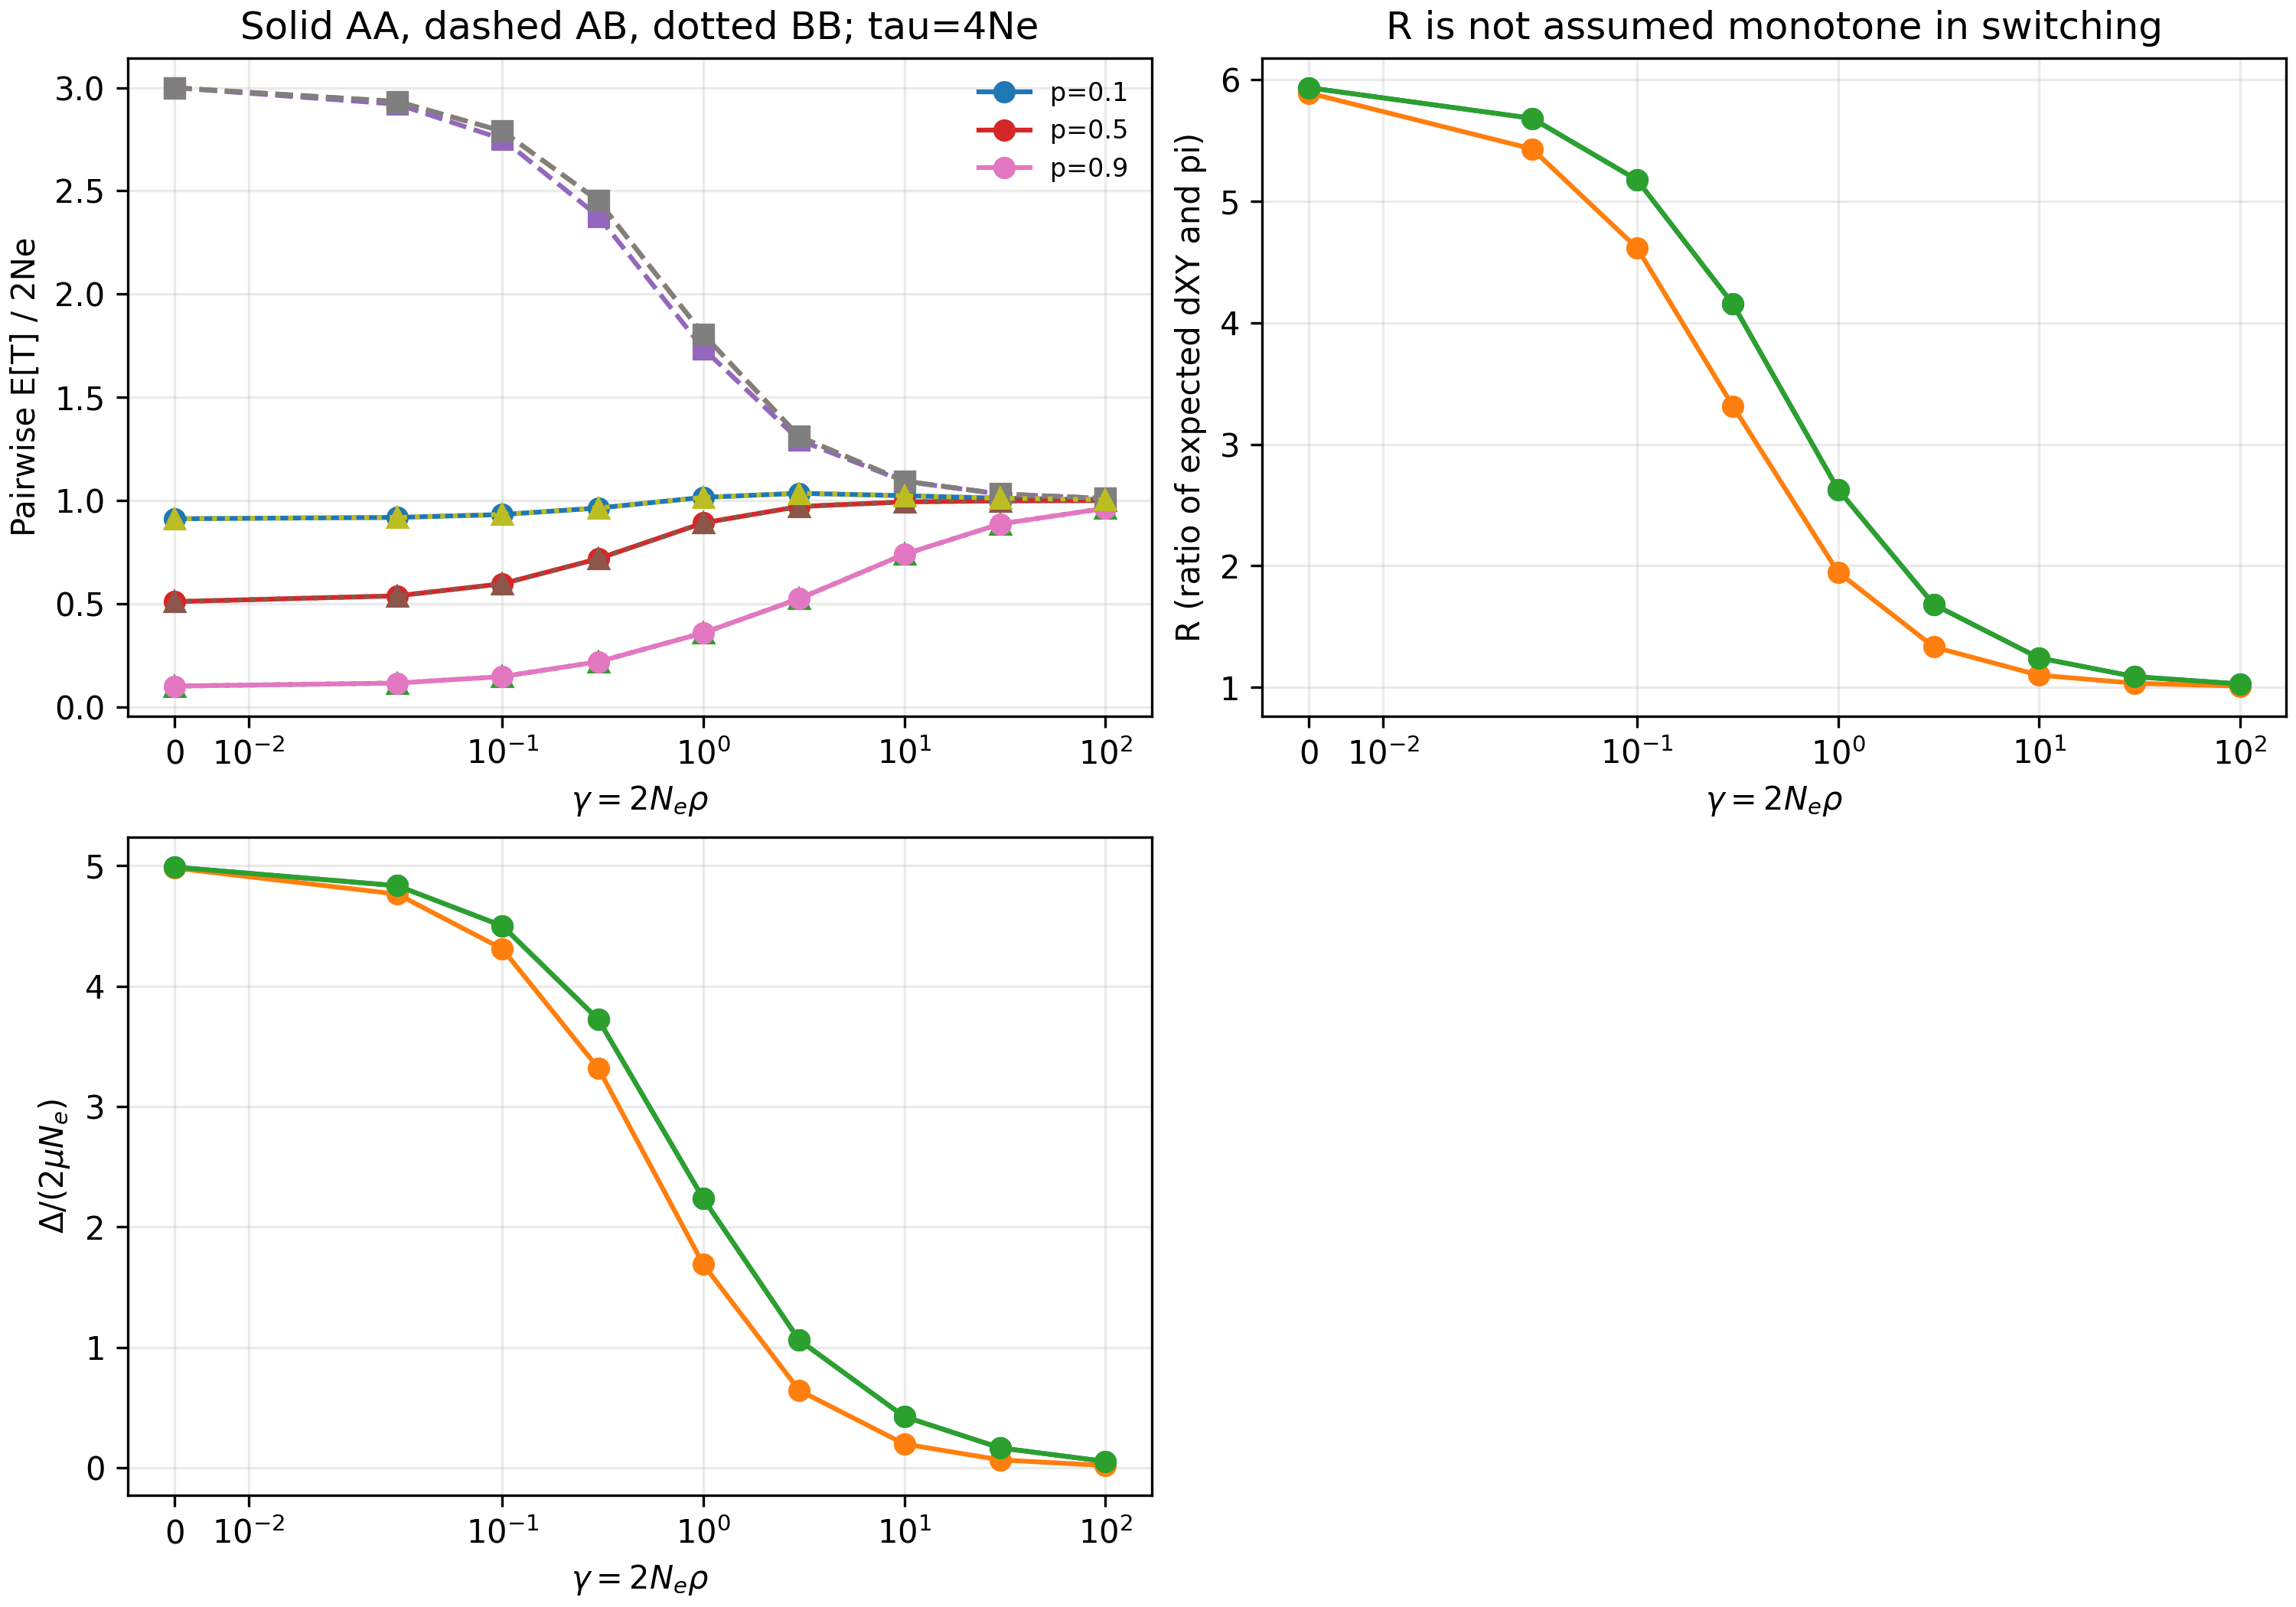 Solid AA, dashed AB, dotted BB; tau=4Ne
Pairwise E[T] / 2Ne
3.0
2.5
2.0
1.5
1.0
0.5
0.0
p=0.1
p=0.5
p=0.9
0 10⁻² 10⁻¹ 10⁰ 10¹ 10²
γ = 2Nₑρ
R is not assumed monotone in switching
R (ratio of expected dXY and pi)
6
5
4
3
2
1
0 10⁻² 10⁻¹ 10⁰ 10¹ 10²
γ = 2Nₑρ
Δ/(2μNₑ)
5
4
3
2
1
0
0 10⁻² 10⁻¹ 10⁰ 10¹ 10²
γ = 2Nₑρ